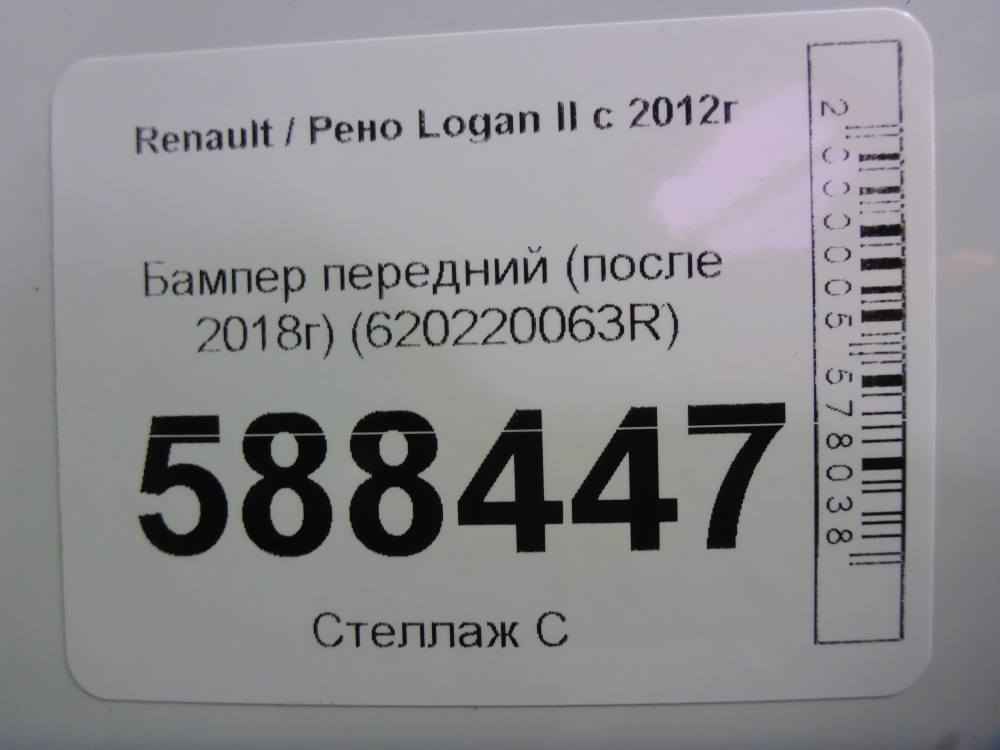 Renault / Рено Logan II с 2012г
Бампер передний (после
2018г) (620220063R)
588447
Стеллаж С
2000005578038